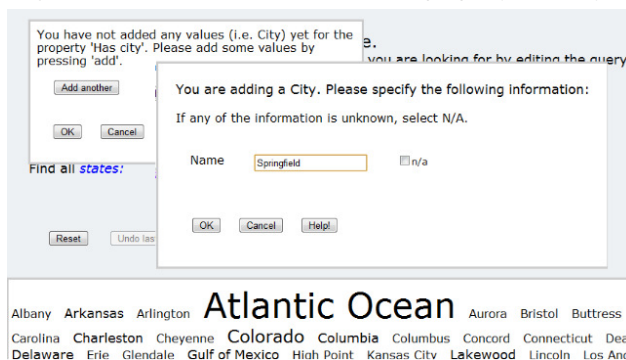 You have not added any values (i.e. City) yet for the
property 'Has city'. Please add some values by
pressing 'add'.
e.
you are looking for by editing the query
Add another
You are adding a City. Please specify the following information:
If any of the information is unknown, select N/A.
OK Cancel
Name Springfield n/a
Find all states:
OK Cancel Help!
Reset Undo las
Albany Arkansas Arlington Atlantic Ocean Aurora Bristol Buttress
Carolina Charleston Cheyenne Colorado Columbia Columbus Concord Connecticut Dea
Delaware Erie Glendale Gulf of Mexico High Point Kansas City Lakewood Lincoln Los Ang